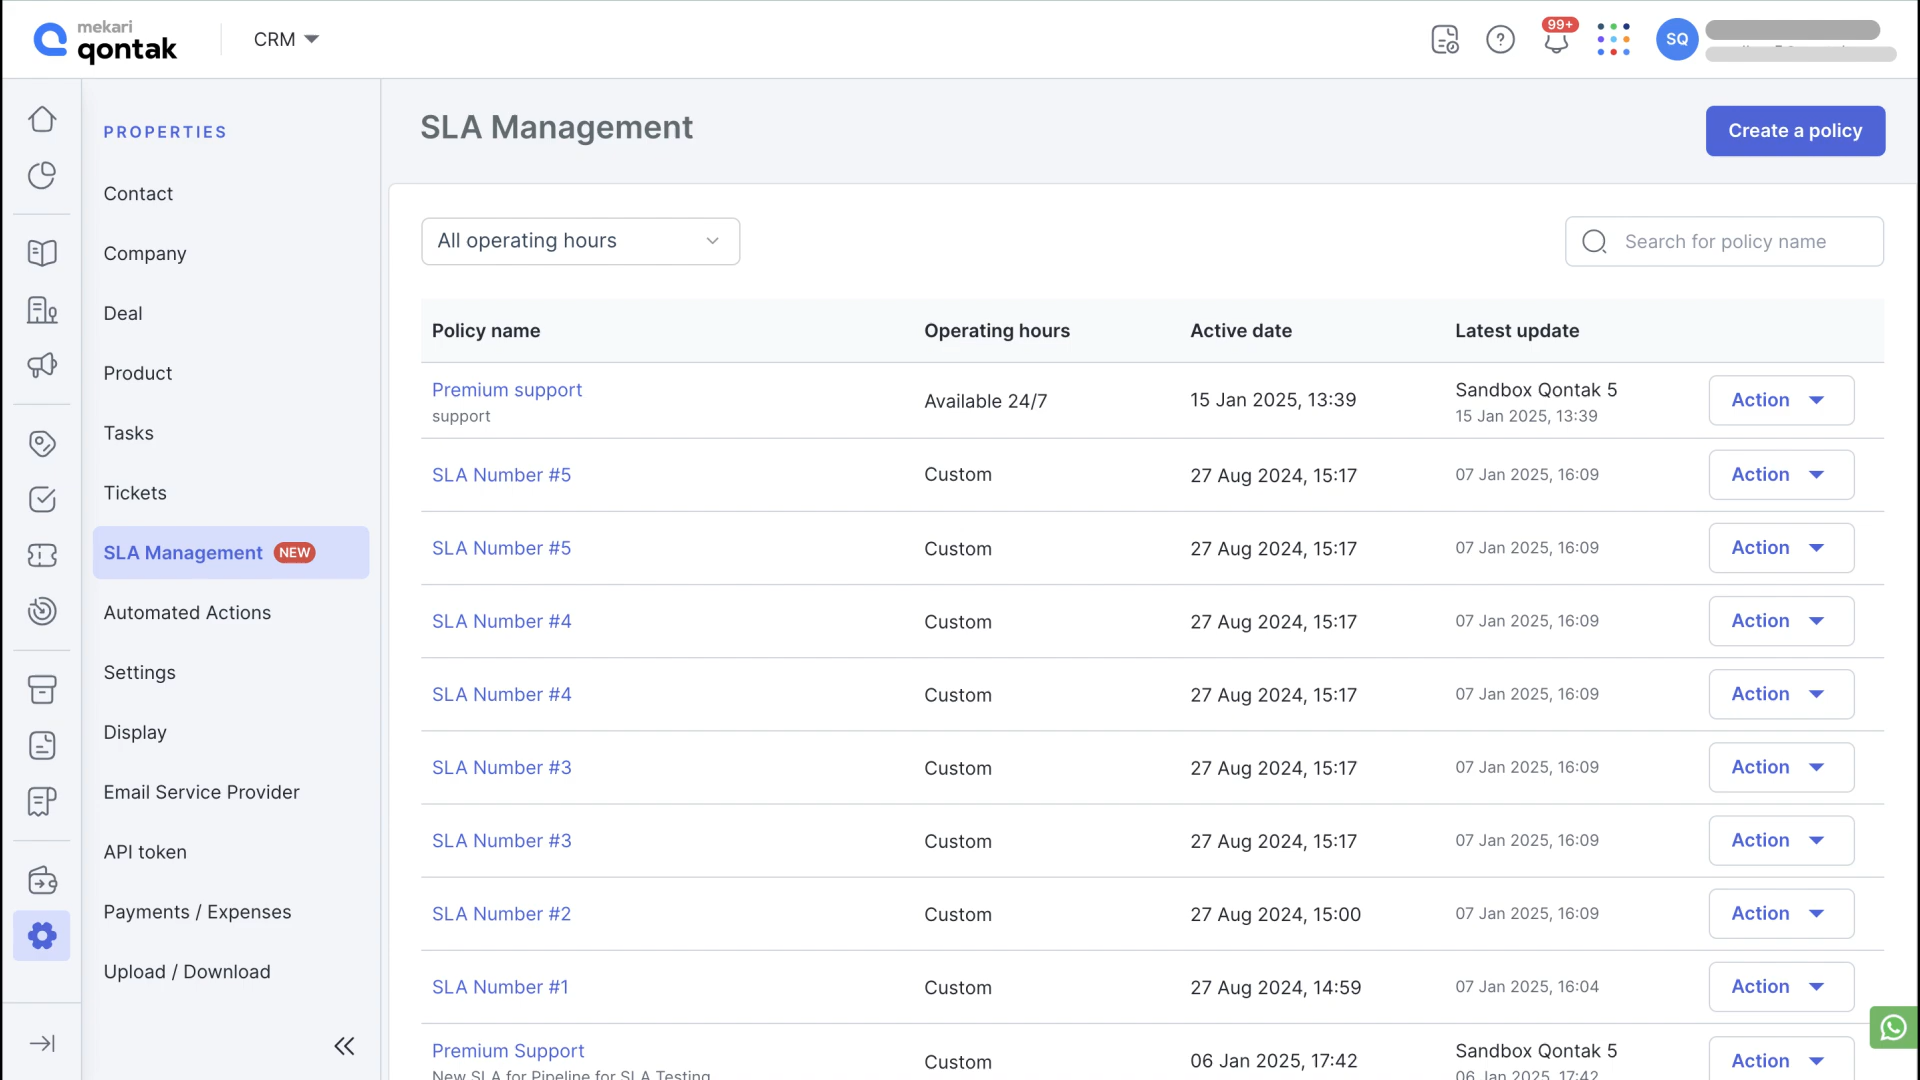 mekari
qontak
CRM
99+
SQ
PROPERTIES
Contact
Company
Deal
Product
Tasks
Tickets
SLA Management NEW
Automated Actions
Settings
Display
Email Service Provider
API token
Payments / Expenses
Upload / Download
SLA Management
Create a policy
All operating hours
Search for policy name
Policy name Operating hours Active date Latest update
Premium support Available 24/7 15 Jan 2025, 13:39 Sandbox Qontak 5 Action
support 15 Jan 2025, 13:39
SLA Number #5 Custom 27 Aug 2024, 15:17 07 Jan 2025, 16:09 Action
SLA Number #5 Custom 27 Aug 2024, 15:17 07 Jan 2025, 16:09 Action
SLA Number #4 Custom 27 Aug 2024, 15:17 07 Jan 2025, 16:09 Action
SLA Number #4 Custom 27 Aug 2024, 15:17 07 Jan 2025, 16:09 Action
SLA Number #3 Custom 27 Aug 2024, 15:17 07 Jan 2025, 16:09 Action
SLA Number #3 Custom 27 Aug 2024, 15:17 07 Jan 2025, 16:09 Action
SLA Number #2 Custom 27 Aug 2024, 15:00 07 Jan 2025, 16:09 Action
SLA Number #1 Custom 27 Aug 2024, 14:59 07 Jan 2025, 16:04 Action
Premium Support Custom 06 Jan 2025, 17:42 Sandbox Qontak 5 Action
New SLA for Pipeline for SLA Testing 06 Jan 2025, 17:42